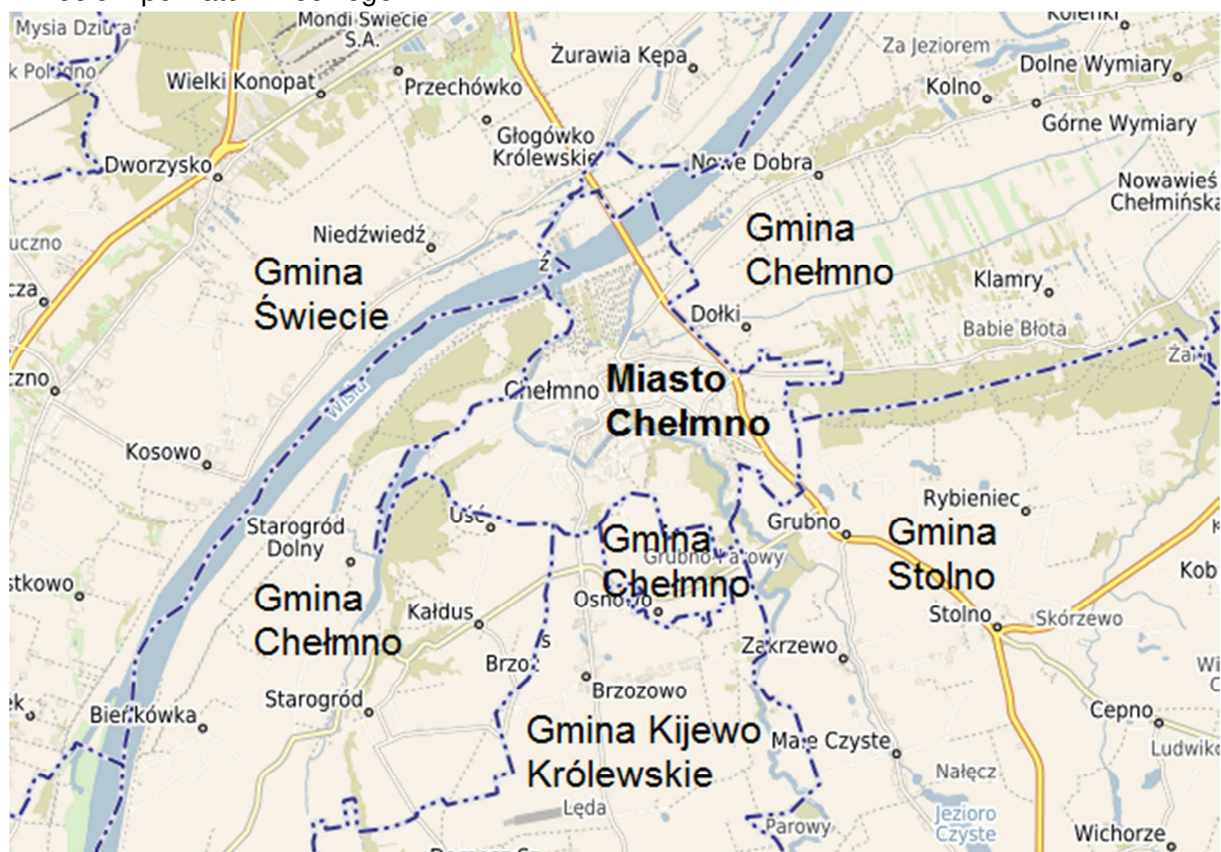 Mysia Dziura
Mondi Świecie
S.A.
Żurawia Kępa
Za Jeziorem
Dolne Wymiary
Wielki Konopat
Przechówko
Kolno
Głogówko
Królewskie
Górne Wymiary
Dworzysko
Nowe Dobra
Nowawieś
Chełmińska
Niedźwiedź
Gmina
Świecie
Gmina
Chełmno
Klamry
Dołki
Babie Błota
Wisła
Chełmno
Miasto
Chełmno
Kosowo
Rybieniec
Starogród
Dolny
Uść
Grubno
Gmina
Chełmno
Grubno Parowy
Gmina
Stolno
Gmina
Chełmno
Kałdus
Osnowo
Stolno
Skórzewo
Zakrzewo
Brzozowo
Starogród
Bieńkówka
Gmina Kijewo
Królewskie
Małe Czyste
Cepno
Nałęcz
Lęda
Parowy
Jezioro
Czyste
Wichorze